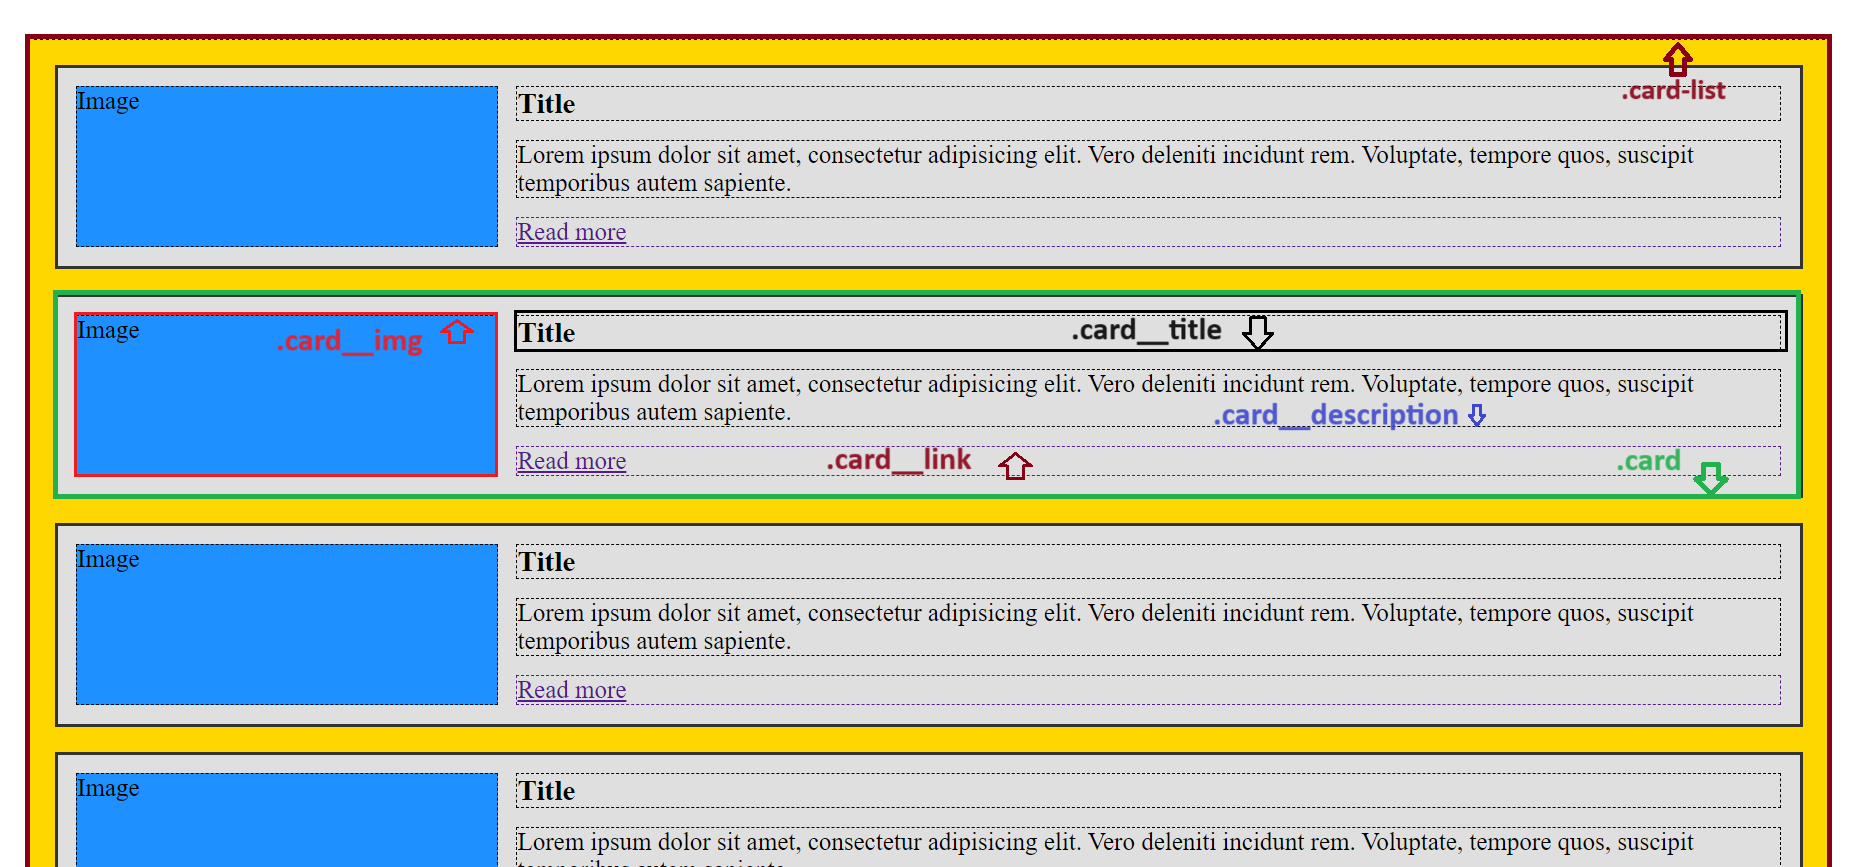 .card-list
Image
Title
Lorem ipsum dolor sit amet, consectetur adipisicing elit. Vero deleniti incidunt rem. Voluptate, tempore quos, suscipit
temporibus autem sapiente.
Read more
Image
.card__img
Title
.card__title
Lorem ipsum dolor sit amet, consectetur adipisicing elit. Vero deleniti incidunt rem. Voluptate, tempore quos, suscipit
temporibus autem sapiente.
.card__description
Read more
.card__link
.card
Image
Title
Lorem ipsum dolor sit amet, consectetur adipisicing elit. Vero deleniti incidunt rem. Voluptate, tempore quos, suscipit
temporibus autem sapiente.
Read more
Image
Title
Lorem ipsum dolor sit amet, consectetur adipisicing elit. Vero deleniti incidunt rem. Voluptate, tempore quos, suscipit